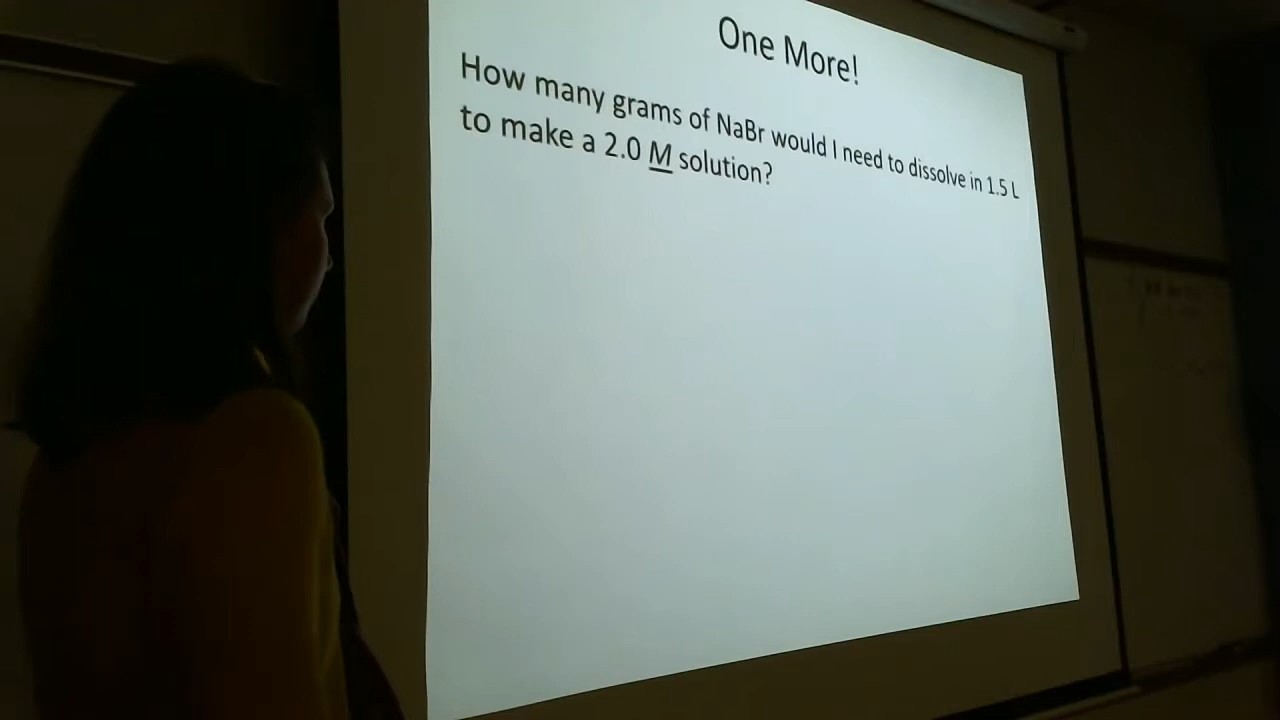 One More!
How many grams of NaBr would I need to dissolve in 1.5 L
to make a 2.0 M solution?